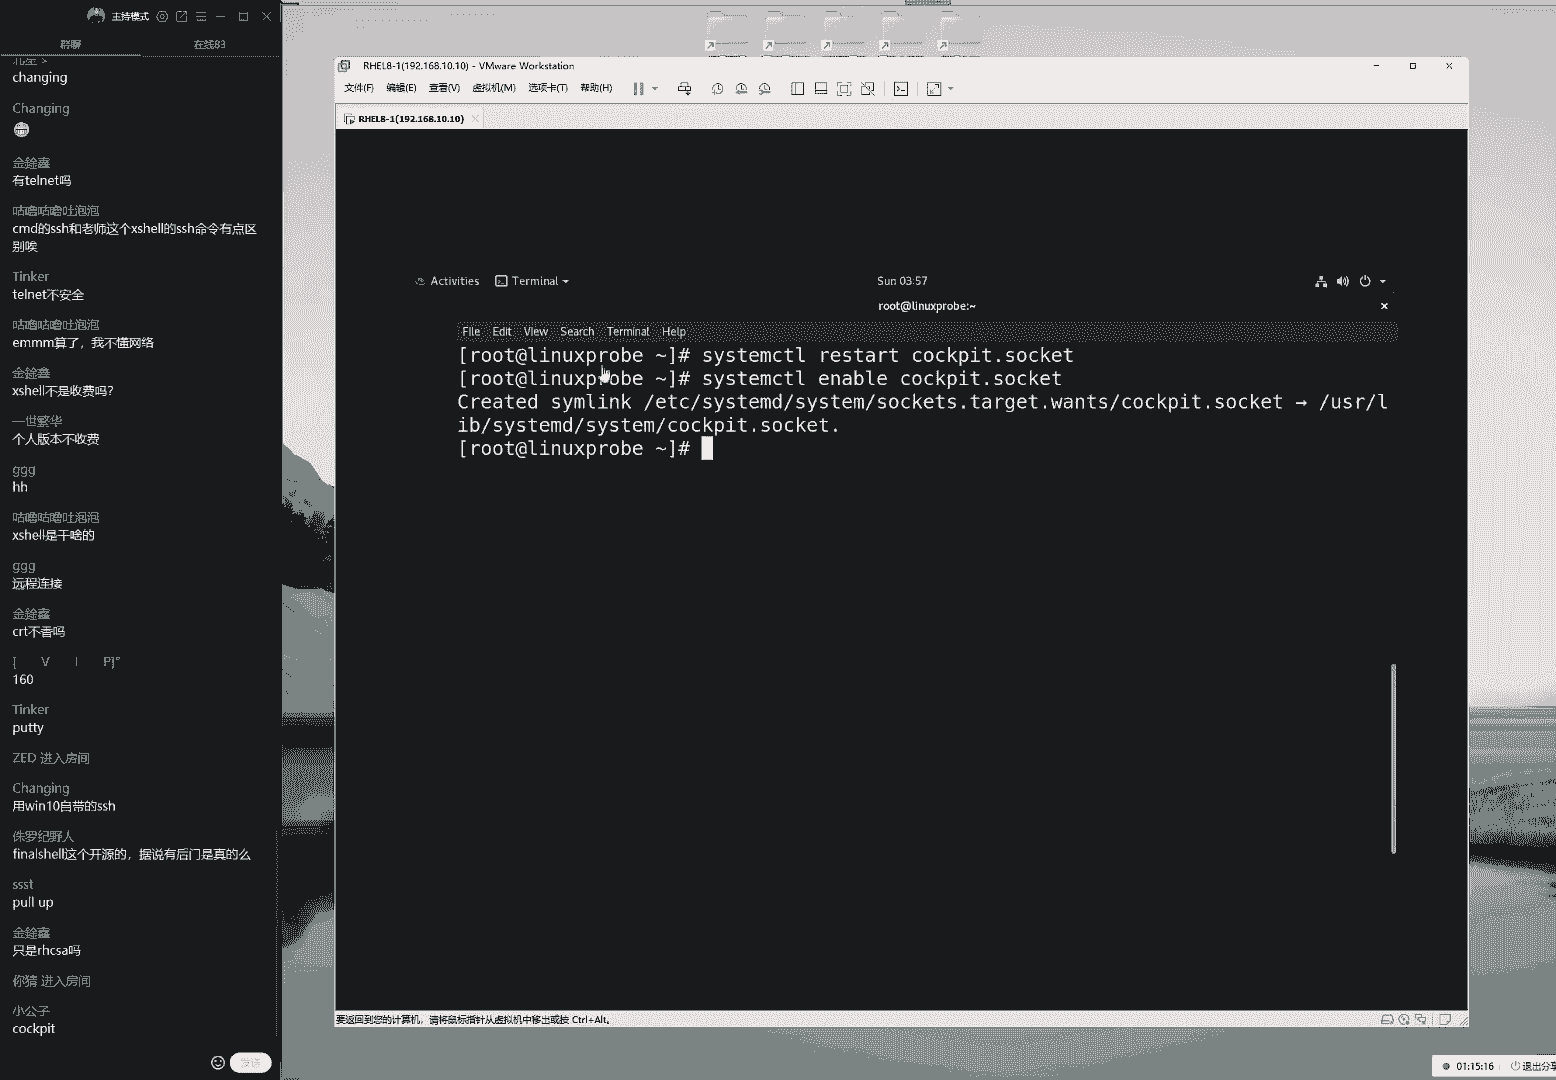 主持模式
群聊
在线83
changing
Changing
金鍂鑫
有telnet吗
咕噜咕噜吐泡泡
cmd的ssh和老师这个xshell的ssh命令有点区
别唉
Tinker
telnet不安全
咕噜咕噜吐泡泡
emmm算了，我不懂网络
金鍂鑫
xshell不是收费吗?
一世繁华
个人版本不收费
ggg
hh
咕噜咕噜吐泡泡
xshell是干啥的
ggg
远程连接
金鍂鑫
crt不香吗
[ V I P]°
160
Tinker
putty
ZED 进入房间
Changing
用win10自带的ssh
侏罗纪野人
finalshell这个开源的，据说有后门是真的么
ssst
pull up
金鍂鑫
只是rhcsa吗
你猜 进入房间
小公子
cockpit
发送
RHEL8-1(192.168.10.10) - VMware Workstation
文件(F) 编辑(E) 查看(V) 虚拟机(M) 选项卡(T) 帮助(H)
RHEL8-1(192.168.10.10)
Activities Terminal Sun 03:57
root@linuxprobe:~
File Edit View Search Terminal Help
[root@linuxprobe ~]# systemctl restart cockpit.socket
[root@linuxprobe ~]# systemctl enable cockpit.socket
Created symlink /etc/systemd/system/sockets.target.wants/cockpit.socket → /usr/l
ib/systemd/system/cockpit.socket.
[root@linuxprobe ~]#
要返回到您的计算机，请将鼠标指针从虚拟机中移出或按 Ctrl+Alt。
01:15:16 退出分享